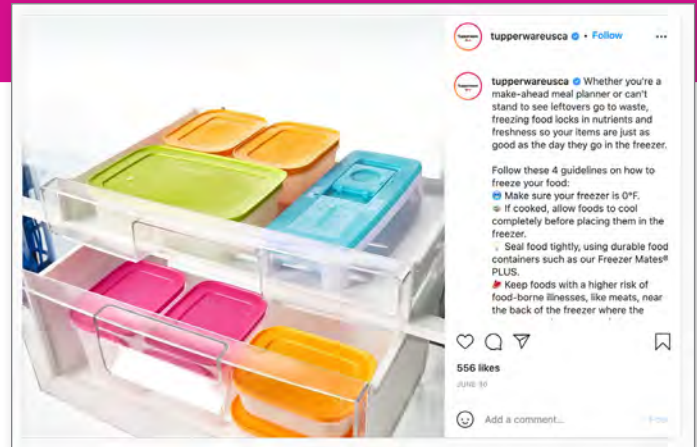 tupperwareusca • Follow
tupperwareusca Whether you're a
make-ahead meal planner or can't
stand to see leftovers go to waste,
freezing food locks in nutrients and
freshness so your items are just as
good as the day they go in the freezer.
Follow these 4 guidelines on how to
freeze your food:
🥶 Make sure your freezer is 0°F.
If cooked, allow foods to cool
completely before placing them in the
freezer.
Seal food tightly, using durable food
containers such as our Freezer Mates®
PLUS.
Keep foods with a higher risk of
food-borne illnesses, like meats, near
the back of the freezer where the
556 likes
JUNE 30
Add a comment...